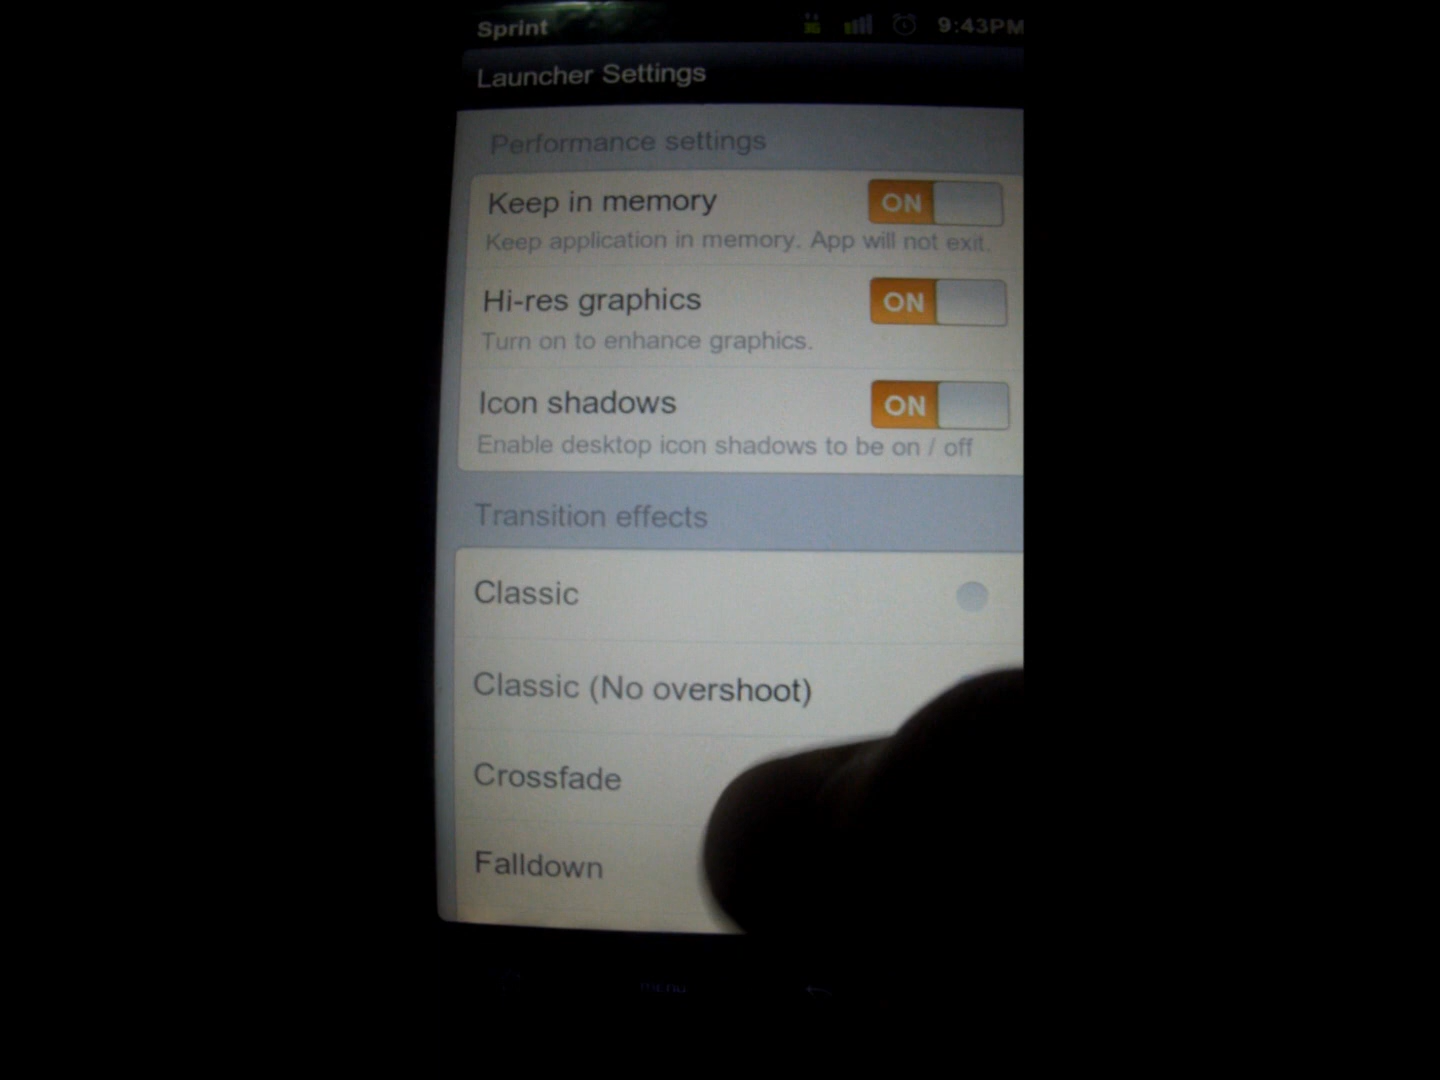 Sprint 3G 9:43PM
Launcher Settings
Performance settings
Keep in memory ON
Keep application in memory. App will not exit.
Hi-res graphics ON
Turn on to enhance graphics.
Icon shadows ON
Enable desktop icon shadows to be on / off
Transition effects
Classic
Classic (No overshoot)
Crossfade
Falldown
menu